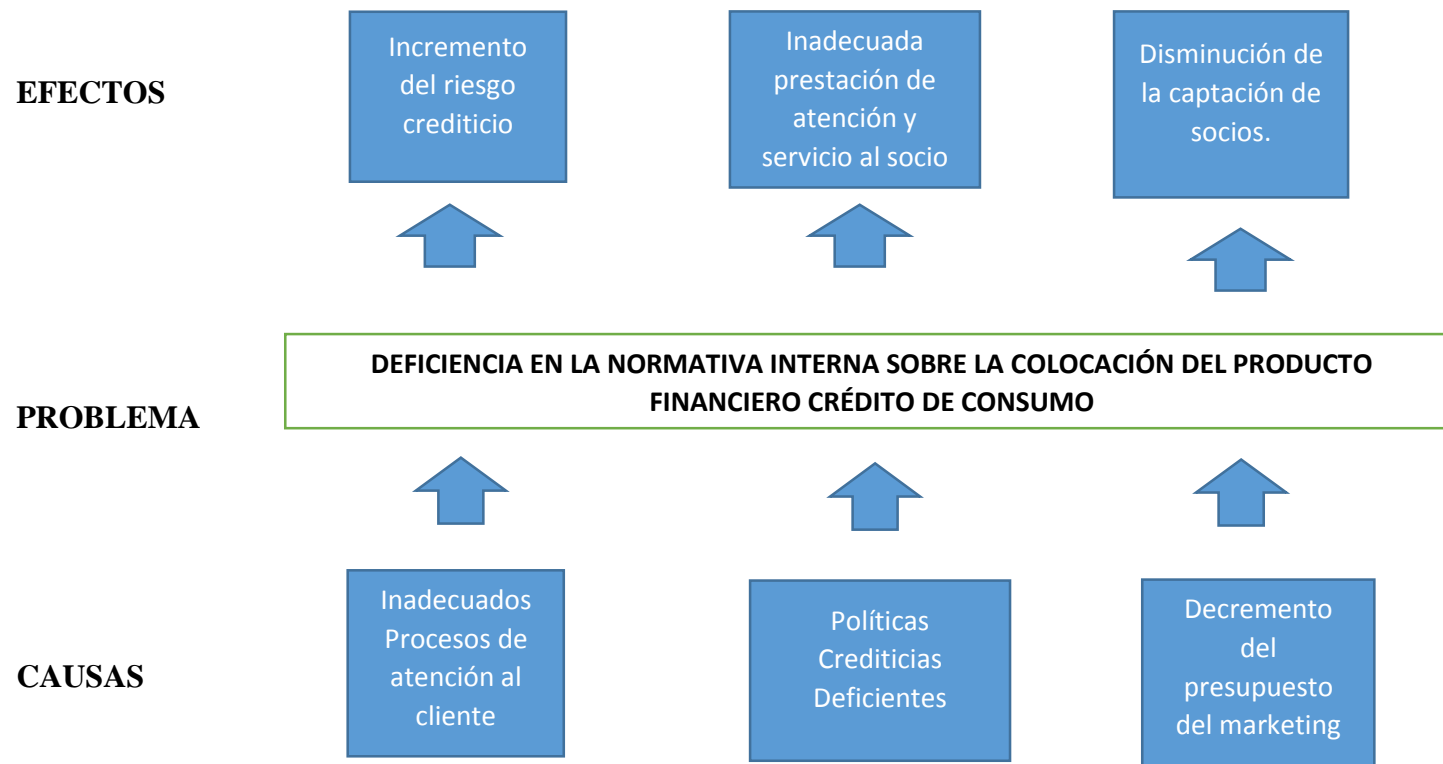 EFECTOS
Incremento
del riesgo
crediticio
Inadecuada
prestación de
atención y
servicio al socio
Disminución de
la captación de
socios.
PROBLEMA
DEFICIENCIA EN LA NORMATIVA INTERNA SOBRE LA COLOCACIÓN DEL PRODUCTO
FINANCIERO CRÉDITO DE CONSUMO
CAUSAS
Inadecuados
Procesos de
atención al
cliente
Políticas
Crediticias
Deficientes
Decremento
del
presupuesto
del marketing